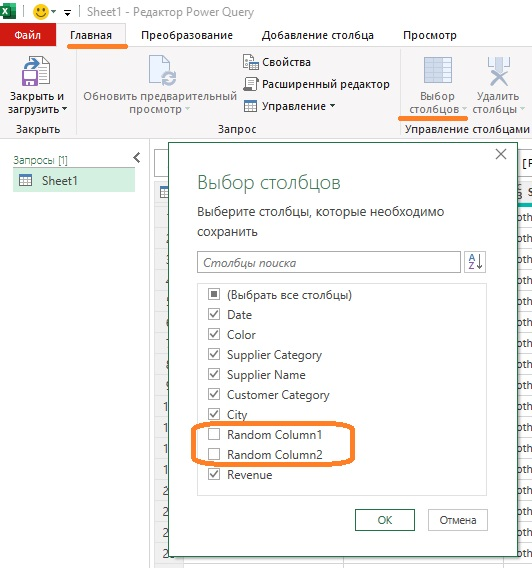 Sheet1 - Редактор Power Query
Файл Главная Преобразование Добавление столбца Просмотр
Закрыть и
загрузить
Закрыть
Обновить предварительный
просмотр
Свойства
Расширенный редактор
Управление
Запрос
Выбор
столбцов
Удалить
столбцы
Управление столбцами
Запросы [1]
Sheet1
Выбор столбцов
Выберите столбцы, которые необходимо
сохранить
Столбцы поиска
(Выбрать все столбцы)
Date
Color
Supplier Category
Supplier Name
Customer Category
City
Random Column1
Random Column2
Revenue
ОК Отмена